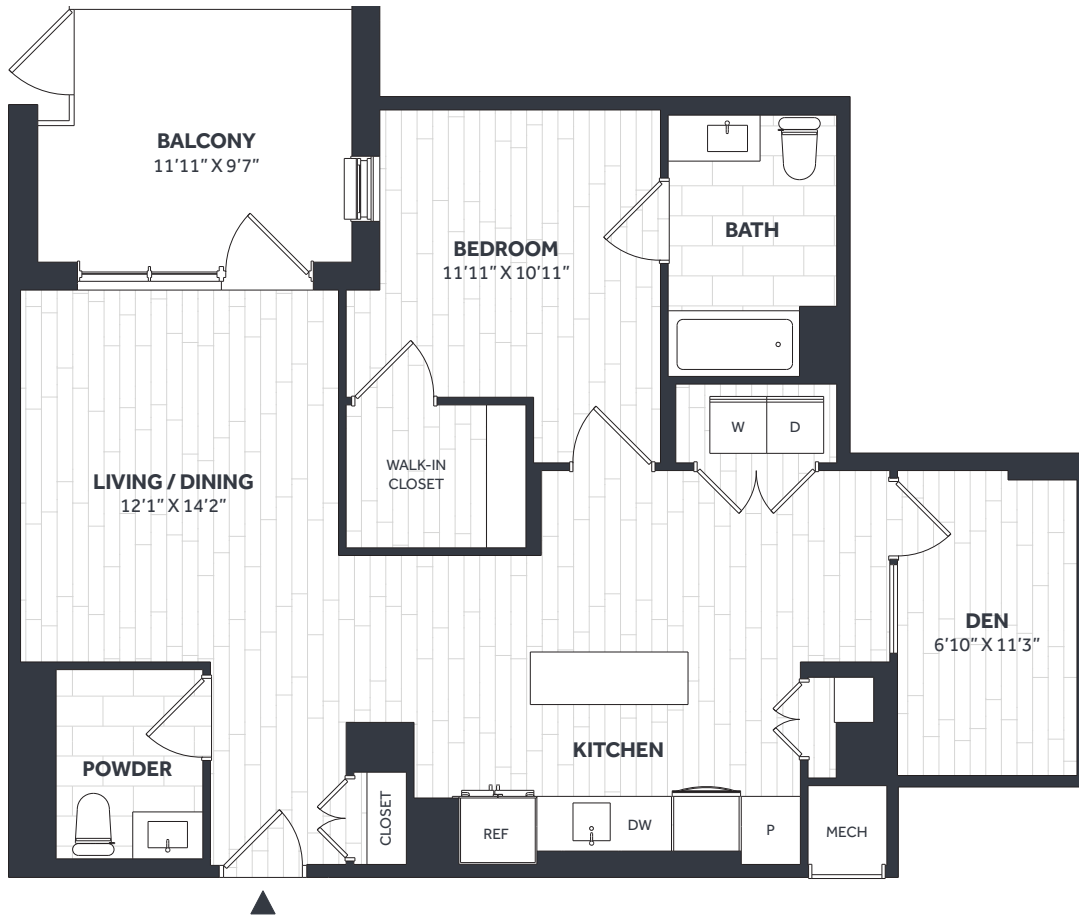 BALCONY
11'11" X 9'7"
BEDROOM
11'11" X 10'11"
BATH
W
D
WALK-IN
CLOSET
LIVING / DINING
12'1" X 14'2"
DEN
6'10" X 11'3"
KITCHEN
POWDER
CLOSET
REF
DW
P
MECH